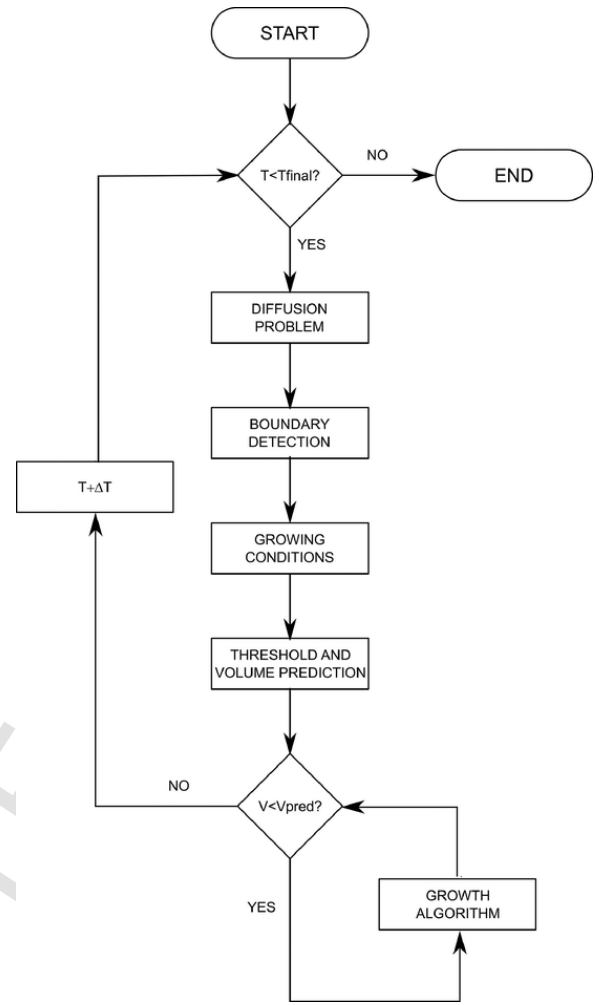 START
T<Tfinal?
NO
END
YES
DIFFUSION
PROBLEM
BOUNDARY
DETECTION
T+ΔT
GROWING
CONDITIONS
THRESHOLD AND
VOLUME PREDICTION
NO
V<Vpred?
YES
GROWTH
ALGORITHM